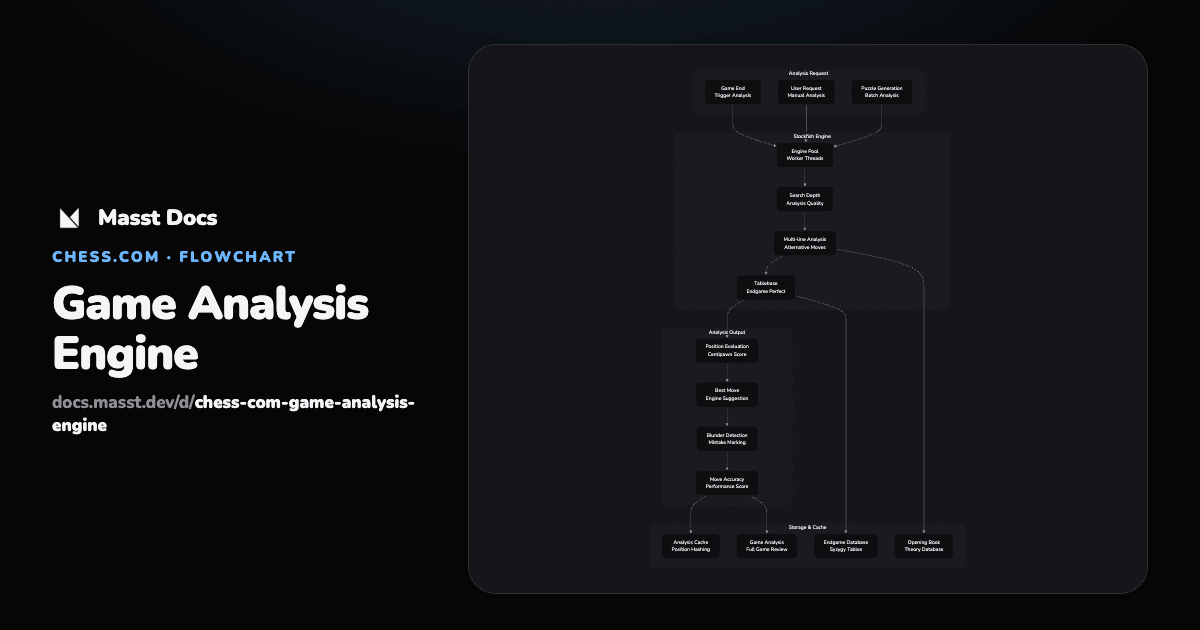 Masst Docs
CHESS.COM · FLOWCHART
Game Analysis
Engine
docs.masst.dev/d/chess-com-game-analysis-
engine
Analysis Request
Game End
Trigger Analysis
User Request
Manual Analysis
Puzzle Generation
Batch Analysis
Stockfish Engine
Engine Pool
Worker Threads
Search Depth
Analysis Quality
Multi-line Analysis
Alternative Moves
Tablebase
Endgame Perfect
Analysis Output
Position Evaluation
Centipawn Score
Best Move
Engine Suggestion
Blunder Detection
Mistake Marking
Move Accuracy
Performance Score
Storage & Cache
Analysis Cache
Position Hashing
Game Analysis
Full Game Review
Endgame Database
Syzygy Tables
Opening Book
Theory Database